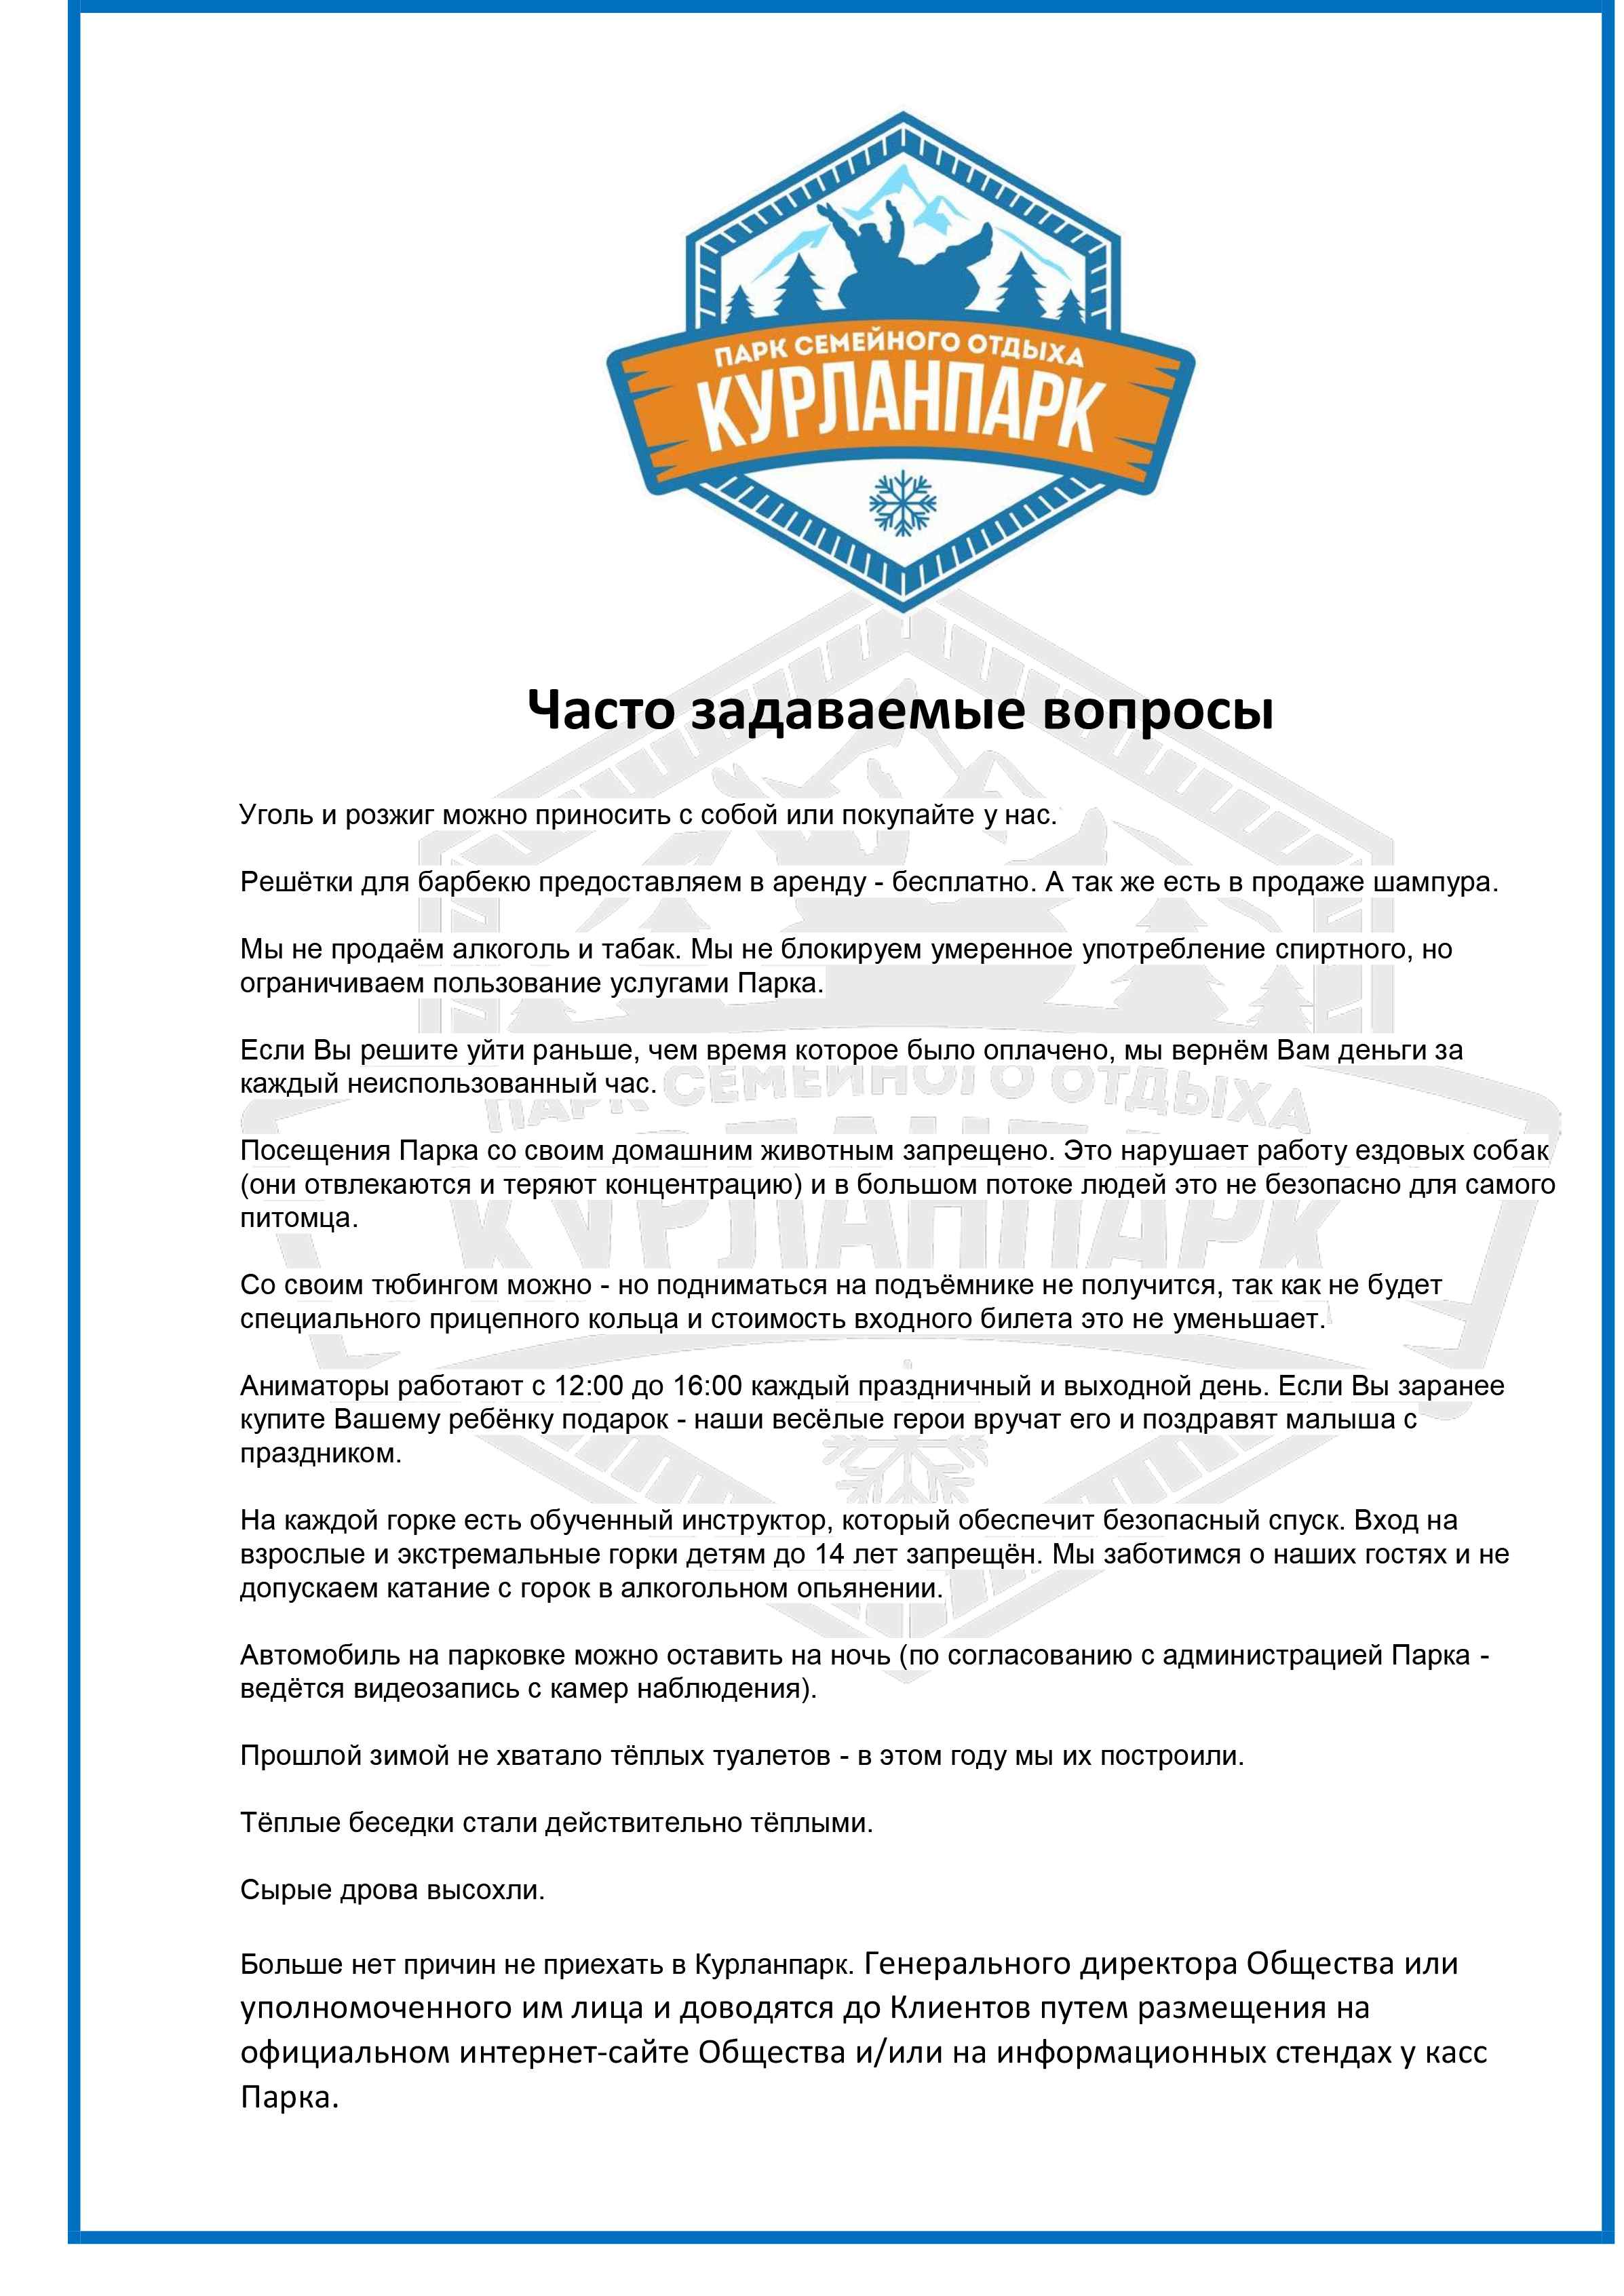 ПАРК СЕМЕЙНОГО ОТДЫХА
КУРЛАНПАРК
Часто задаваемые вопросы
Уголь и розжиг можно приносить с собой или покупайте у нас.
Решётки для барбекю предоставляем в аренду - бесплатно. А так же есть в продаже шампура.
Мы не продаём алкоголь и табак. Мы не блокируем умеренное употребление спиртного, но
ограничиваем пользование услугами Парка.
Если Вы решите уйти раньше, чем время которое было оплачено, мы вернём Вам деньги за
каждый неиспользованный час.
Посещения Парка со своим домашним животным запрещено. Это нарушает работу ездовых собак
(они отвлекаются и теряют концентрацию) и в большом потоке людей это не безопасно для самого
питомца.
Со своим тюбингом можно - но подниматься на подъёмнике не получится, так как не будет
специального прицепного кольца и стоимость входного билета это не уменьшает.
Аниматоры работают с 12:00 до 16:00 каждый праздничный и выходной день. Если Вы заранее
купите Вашему ребёнку подарок - наши весёлые герои вручат его и поздравят малыша с
праздником.
На каждой горке есть обученный инструктор, который обеспечит безопасный спуск. Вход на
взрослые и экстремальные горки детям до 14 лет запрещён. Мы заботимся о наших гостях и не
допускаем катание с горок в алкогольном опьянении.
Автомобиль на парковке можно оставить на ночь (по согласованию с администрацией Парка -
ведётся видеозапись с камер наблюдения).
Прошлой зимой не хватало тёплых туалетов - в этом году мы их построили.
Тёплые беседки стали действительно тёплыми.
Сырые дрова высохли.
Больше нет причин не приехать в Курланпарк. Генерального директора Общества или
уполномоченного им лица и доводятся до Клиентов путем размещения на
официальном интернет-сайте Общества и/или на информационных стендах у касс
Парка.
ПАРК СЕМЕЙНОГО ОТДЫХА
КУРЛАНПАРК